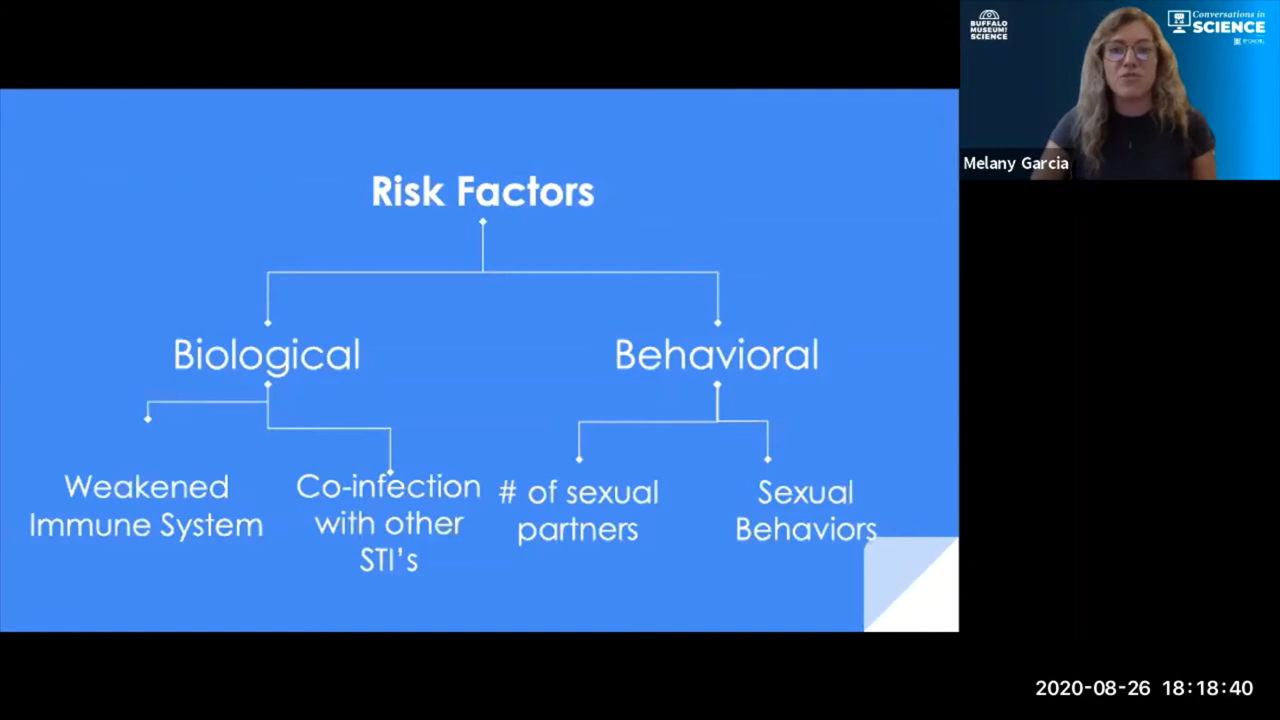 Risk Factors
Biological
Behavioral
Weakened
Immune System
Co-infection
with other
STI's
# of sexual
partners
Sexual
Behaviors
BUFFALO
MUSEUM OF
SCIENCE
Conversations in
SCIENCE
Melany Garcia
2020-08-26 18:18:40